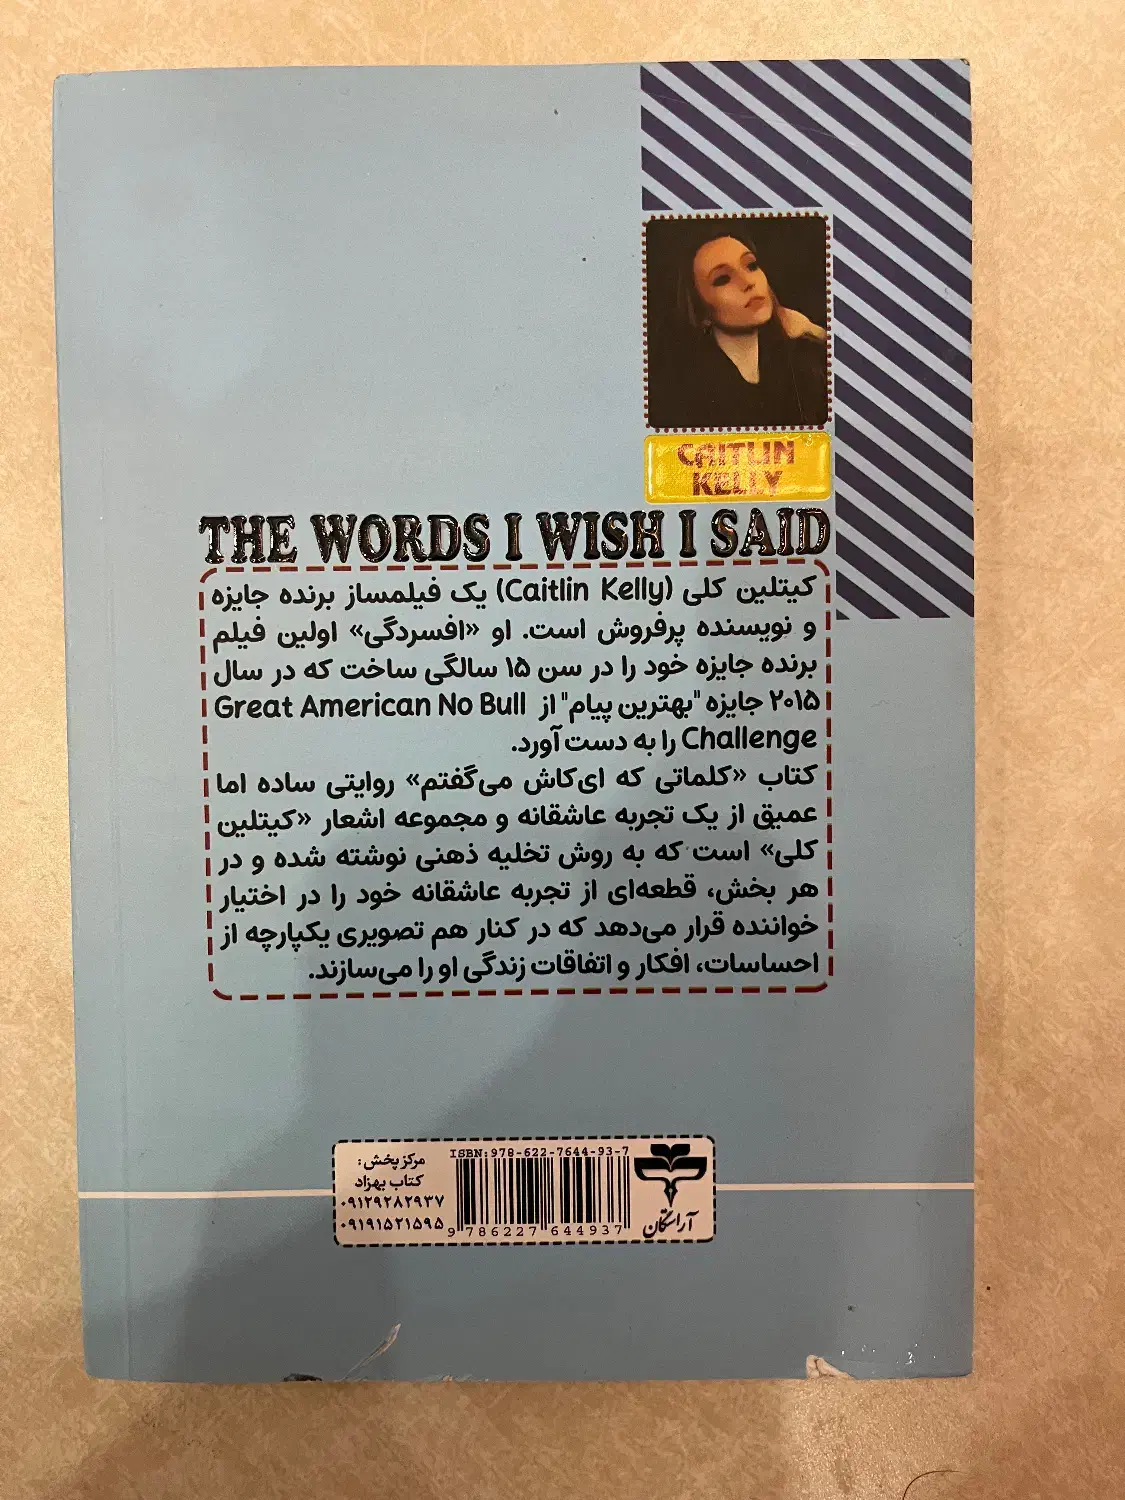 CAITLIN
KELLY
THE WORDS I WISH I SAID
کیتلین کلی (Caitlin Kelly) یک فیلمساز برنده جایزه
و نویسنده پرفروش است. او «افسردگی» اولین فیلم
برنده جایزه خود را در سن ۱۵ سالگی ساخت که در سال
۲۰۱۵ جایزه "بهترین پیام" از Great American No Bull
Challenge را به دست آورد.
کتاب «کلماتی که ای‌کاش می‌گفتم» روایتی ساده اما
عمیق از یک تجربه عاشقانه و مجموعه اشعار «کیتلین
کلی» است که به روش تخلیه ذهنی نوشته شده و در
هر بخش، قطعه‌ای از تجربه عاشقانه خود را در اختیار
خواننده قرار می‌دهد که در کنار هم تصویری یکپارچه از
احساسات، افکار و اتفاقات زندگی او را می‌سازند.
مرکز پخش:
کتاب بهزاد
۰۹۱۲۹۲۸۲۹۳۷
۰۹۱۹۱۵۲۱۵۹۵
ISBN: 978-622-7644-93-7
9 786227 644937
آراستگان